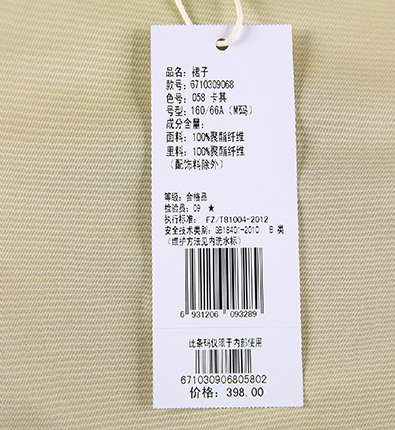 品名: 裙子
款号: 6710309068
色号: 058 卡其
号型: 160/66A (M码)
成分含量:
面料: 100%聚酯纤维
里料: 100%聚酯纤维
(配饰料除外)
等级: 合格品
检验员: 09 ★
执行标准: FZ/T81004-2012
安全技术类别: GB18401-2010 B 类
(维护方法见内洗水标)
6 931206 093289
此条码仅限于内部使用
671030906805802
价格: 398.00